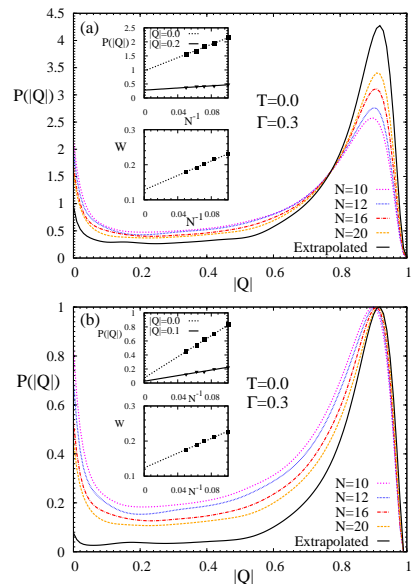 (a)
P(|Q|)
4.5
4
3.5
3
2.5
2
1.5
1
0.5
0
0 0.2 0.4 0.6 0.8 1
|Q|
T=0.0
Γ=0.3
N=10
N=12
N=16
N=20
Extrapolated
P(|Q|)
|Q|=0.0
|Q|=0.2
3
2
1
0
0 0.04 0.08
N⁻¹
W
0.3
0.2
0.1
0 0.04 0.08
N⁻¹
(b)
P(|Q|)
1
0.8
0.6
0.4
0.2
0
0 0.2 0.4 0.6 0.8 1
|Q|
T=0.0
Γ=0.3
N=10
N=12
N=16
N=20
Extrapolated
P(|Q|)
|Q|=0.0
|Q|=0.1
1
0.8
0.6
0.4
0.2
0
0 0.04 0.08
N⁻¹
W
0.3
0.2
0.1
0 0.04 0.08
N⁻¹